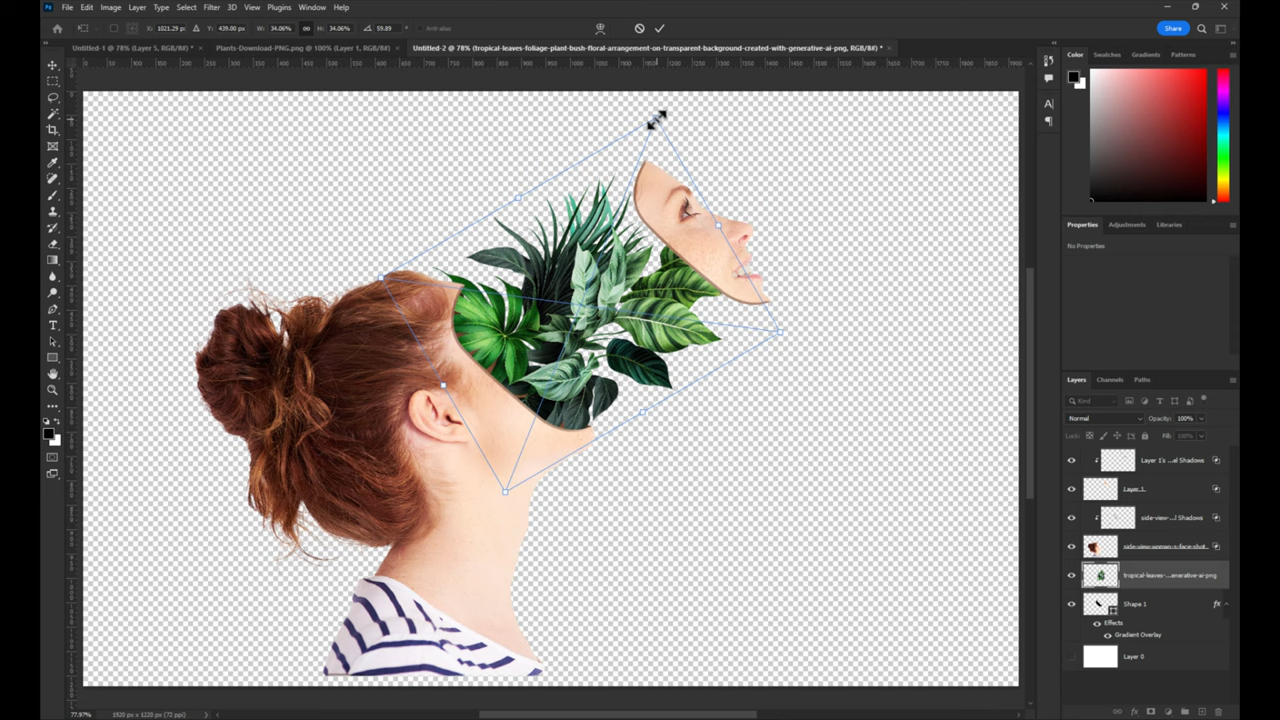 Ps File Edit Image Layer Type Select Filter 3D View Plugins Window Help
X: 1021.29 px Y: 439.00 px W: 34.06% H: 34.06% 59.89 Anti-alias
Share
Untitled-1 @ 78% (Layer 5, RGB/8#) * × Plants-Download-PNG.png @ 100% (Layer 1, RGB/8#) × Untitled-2 @ 78% (tropical-leaves-foliage-plant-bush-floral-arrangement-on-transparent-background-created-with-generative-ai-png, RGB/8#) * ×
Color Swatches Gradients Patterns
Properties Adjustments Libraries
No Properties
Layers Channels Paths
Kind
Normal Opacity: 100%
Lock: Fill: 100%
Layer 1's ...al Shadows
Layer 1
side-view-...l Shadows
side-view-woman-s-face-shot...
tropical-leaves-...enerative-ai-png
Shape 1 fx
Effects
Gradient Overlay
Layer 0
77.97% 1920 px x 1220 px (72 ppi)